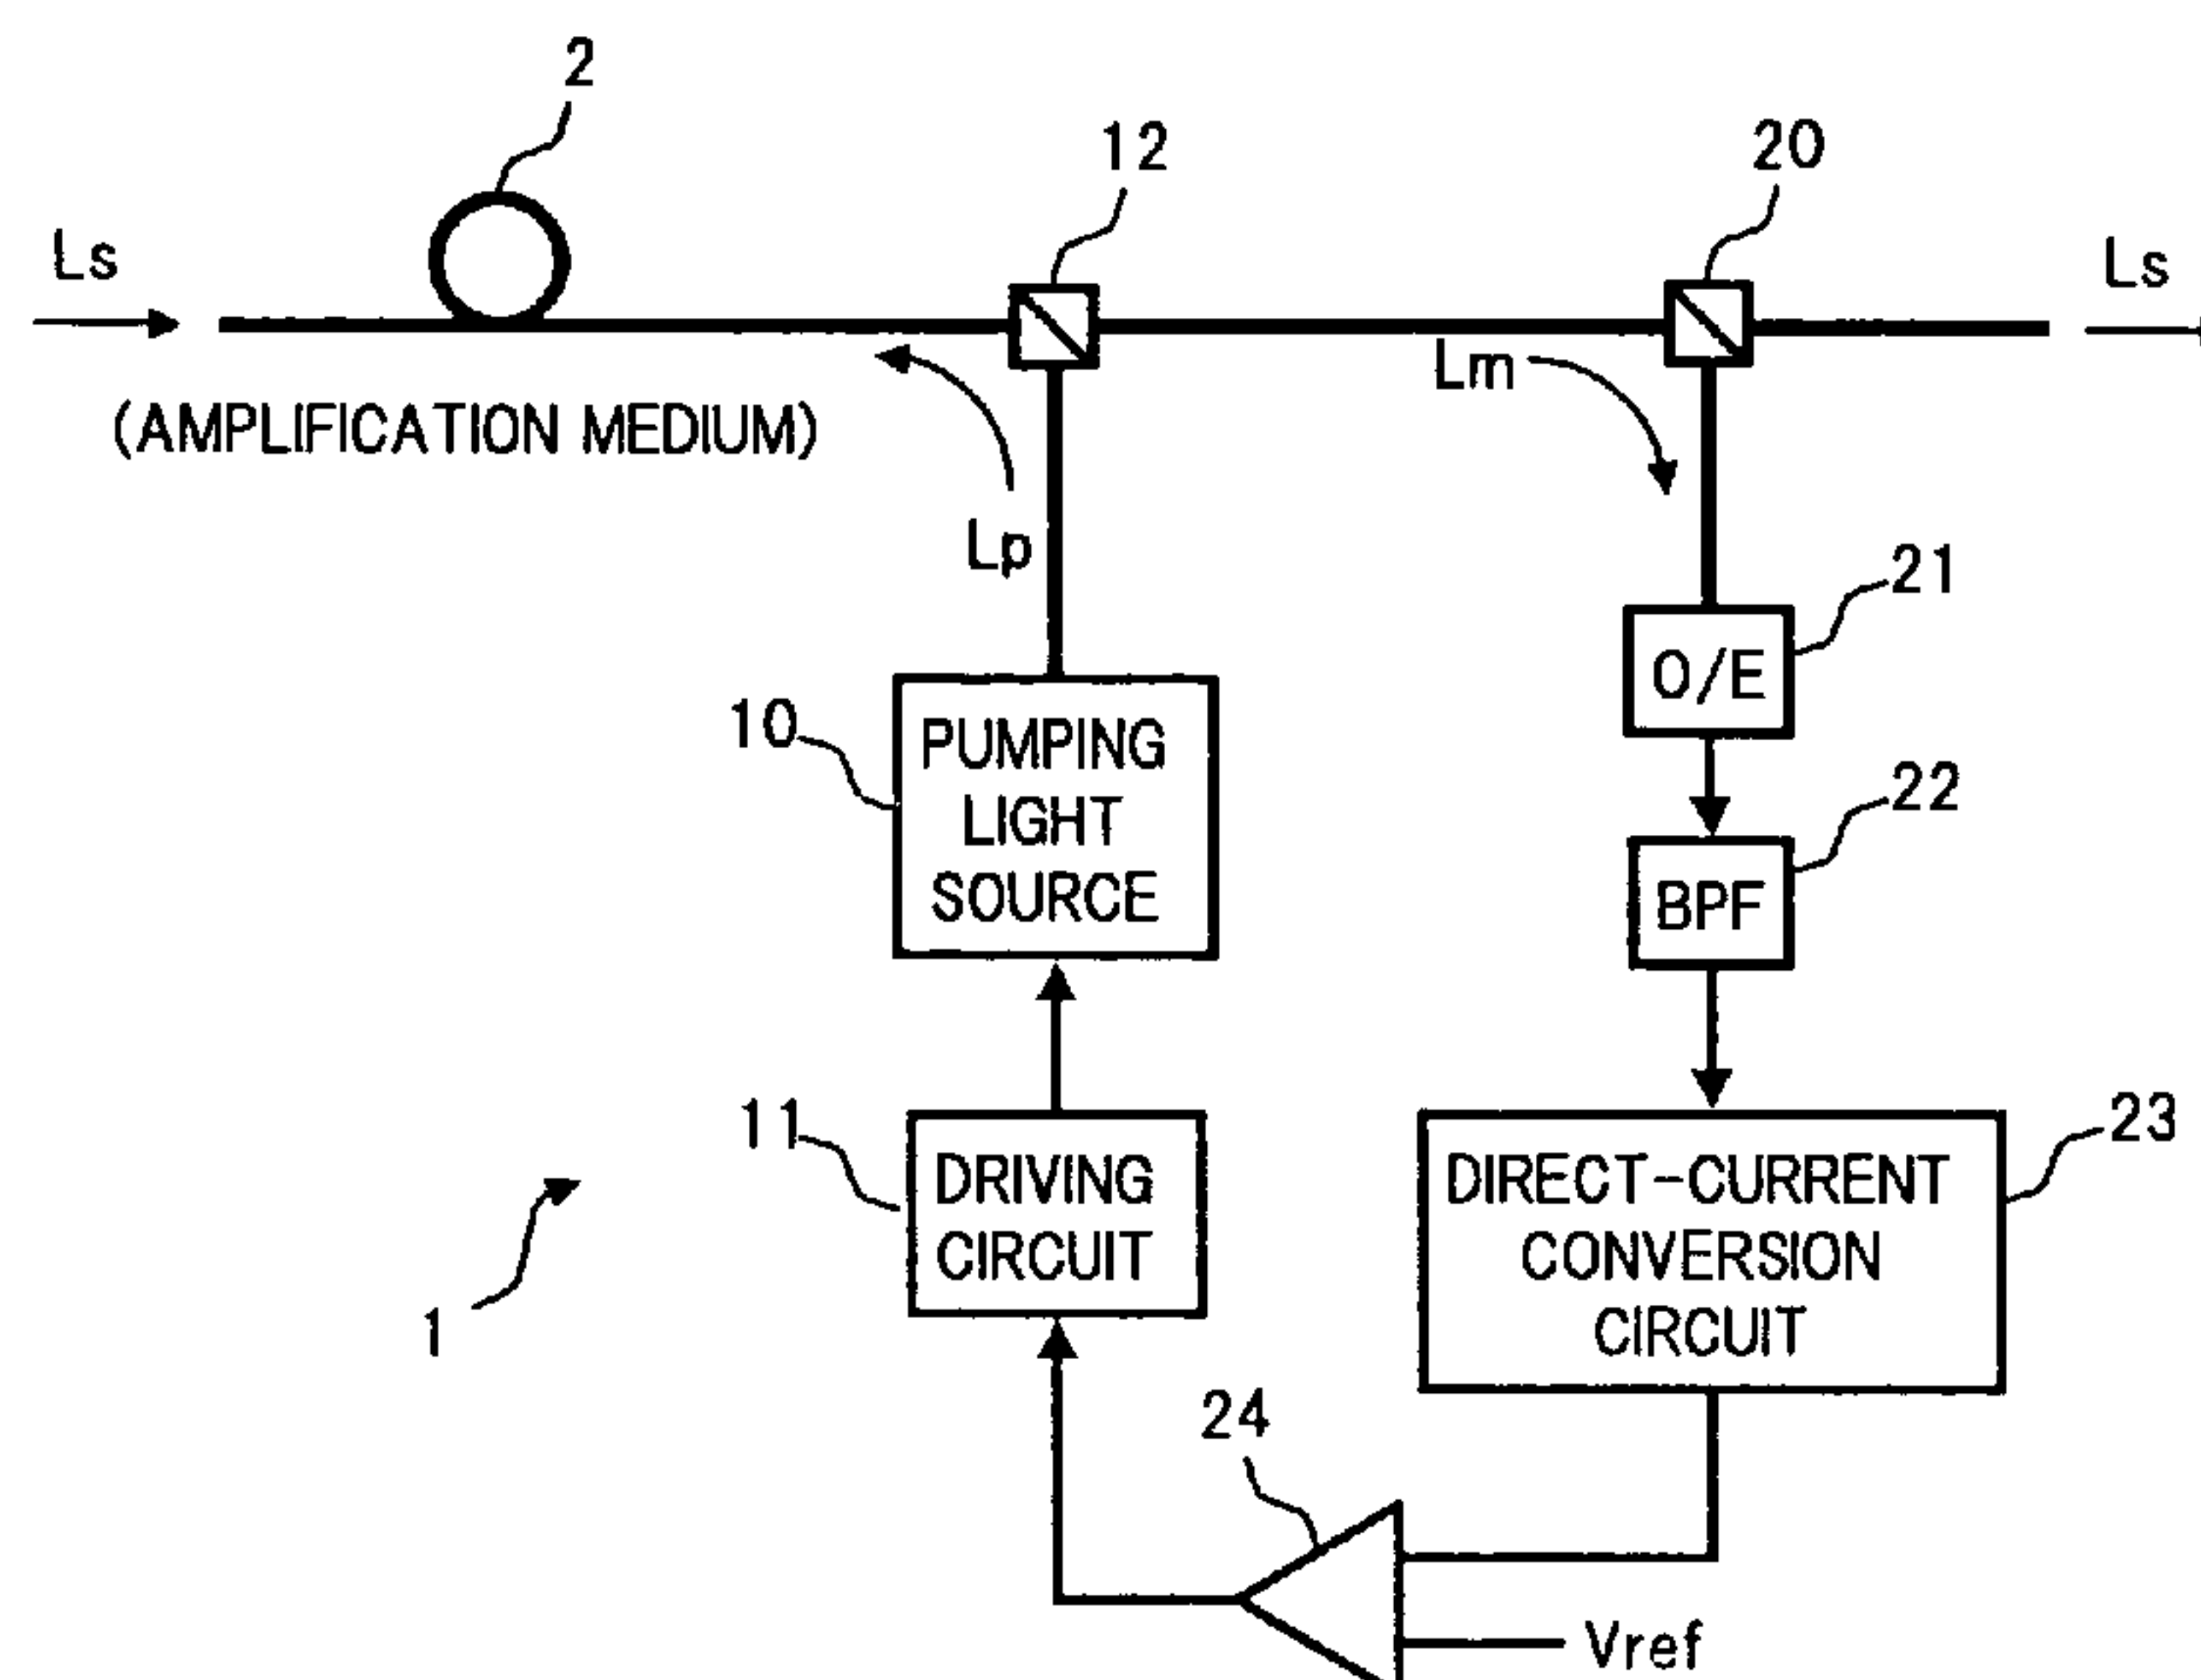 2
12
20
Ls
Ls
Lm
(AMPLIFICATION MEDIUM)
Lp
21
O/E
10
PUMPING
LIGHT
SOURCE
22
BPF
11
DRIVING
CIRCUIT
23
DIRECT-CURRENT
CONVERSION
CIRCUIT
1
24
Vref